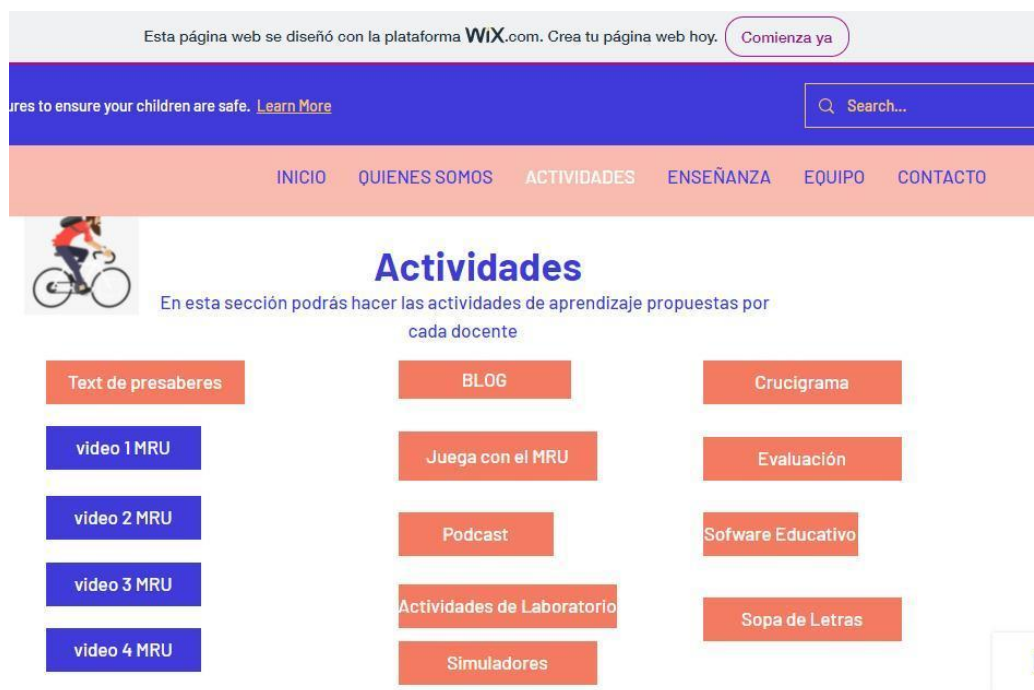 Esta página web se diseñó con la plataforma WiX.com. Crea tu página web hoy. Comienza ya
to ensure your children are safe. Learn More
Search...
INICIO QUIENES SOMOS ACTIVIDADES ENSEÑANZA EQUIPO CONTACTO
Actividades
En esta sección podrás hacer las actividades de aprendizaje propuestas por
cada docente
Text de presaberes
video 1 MRU
video 2 MRU
video 3 MRU
video 4 MRU
BLOG
Juega con el MRU
Podcast
Actividades de Laboratorio
Simuladores
Crucigrama
Evaluación
Sofware Educativo
Sopa de Letras